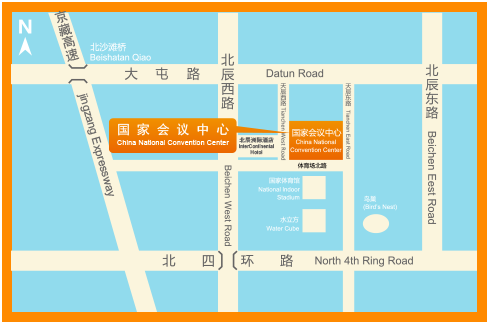 京藏高速
N
北沙滩桥
Beishatan Qiao
大屯路
Datun Road
北辰西路
北辰东路
jingzang Expressway
天辰西路 Tianchen West Road
天辰东路 Tianchen East Road
国家会议中心
China National Convention Center
北辰洲际酒店
InterContinental
Hotel
国家会议中心
China National
Convention Center
体育场北路
国家体育馆
National Indoor
Stadium
鸟巢
(Bird's Nest)
水立方
Water Cube
Beichen West Road
Beichen Eest Road
北四环路
North 4th Ring Road